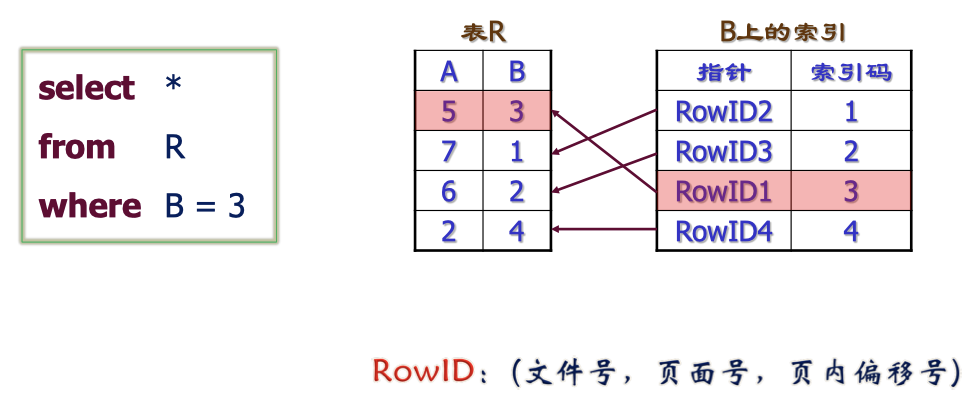 select *
from R
where B = 3
表R
A B
5 3
7 1
6 2
2 4
B上的索引
指针 索引码
RowID2 1
RowID3 2
RowID1 3
RowID4 4
RowID：(文件号，页面号，页内偏移号)